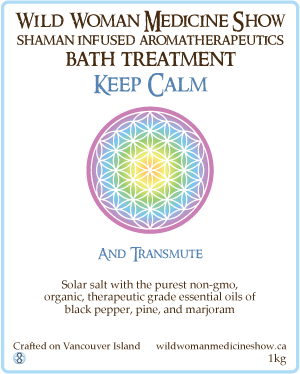 Wild Woman Medicine Show
shaman infused aromatherapeutics
bath treatment
Keep Calm
And Transmute
Solar salt with the purest non-gmo,
organic, therapeutic grade essential oils of
black pepper, pine, and marjoram
Crafted on Vancouver Island wildwomanmedicineshow.ca
1kg